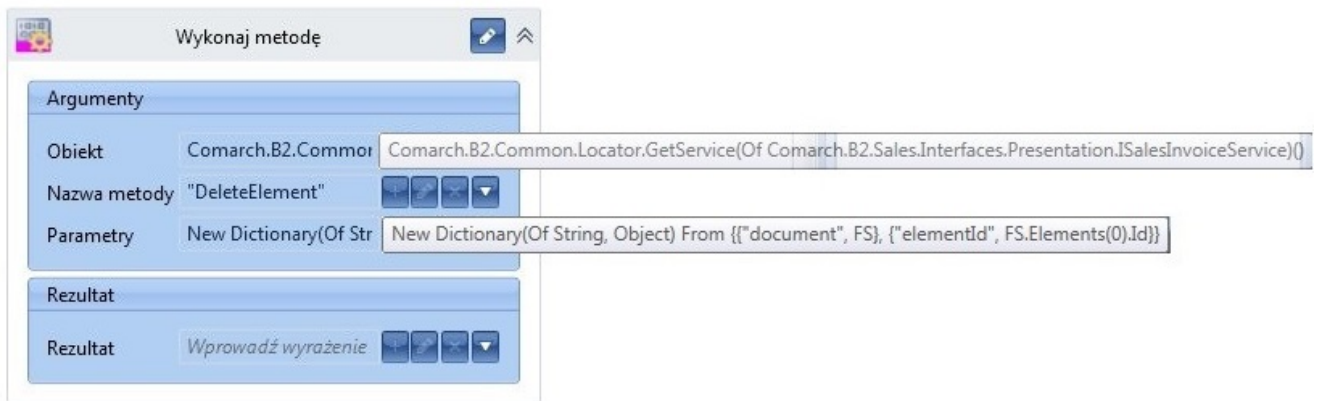 Wykonaj metodę
Argumenty
Obiekt Comarch.B2.Commor Comarch.B2.Common.Locator.GetService(Of Comarch.B2.Sales.Interfaces.Presentation.ISalesInvoiceService)()
Nazwa metody "DeleteElement"
Parametry New Dictionary(Of Str New Dictionary(Of String, Object) From {{"document", FS}, {"elementId", FS.Elements(0).Id}}
Rezultat
Rezultat Wprowadź wyrażenie